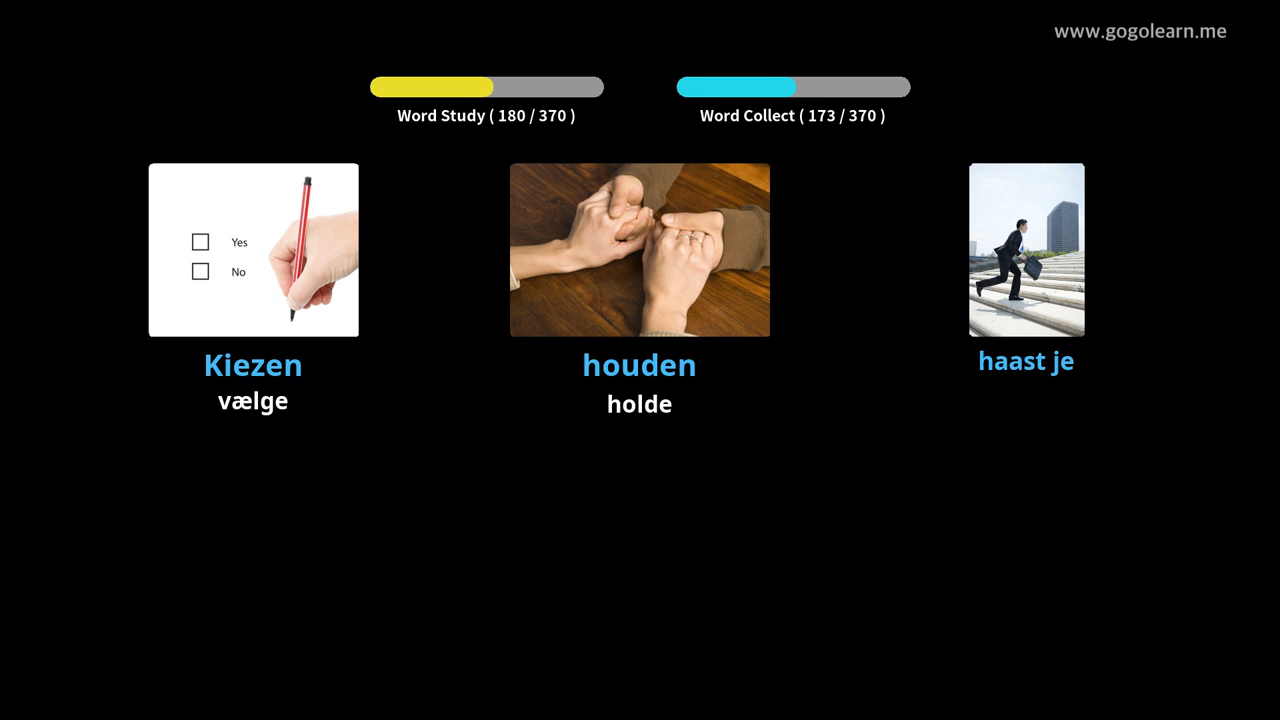 www.gogolearn.me
Word Study ( 180 / 370 )
Word Collect ( 173 / 370 )
Yes
No
Kiezen
vælge
houden
holde
haast je